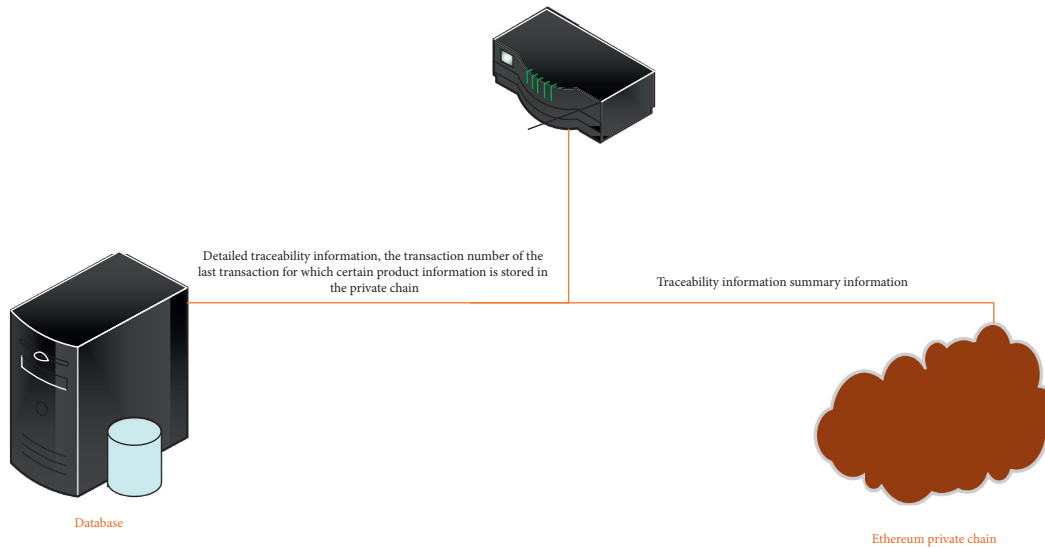 Detailed traceability information, the transaction number of the
last transaction for which certain product information is stored in
the private chain
Traceability information summary information
Database
Ethereum private chain